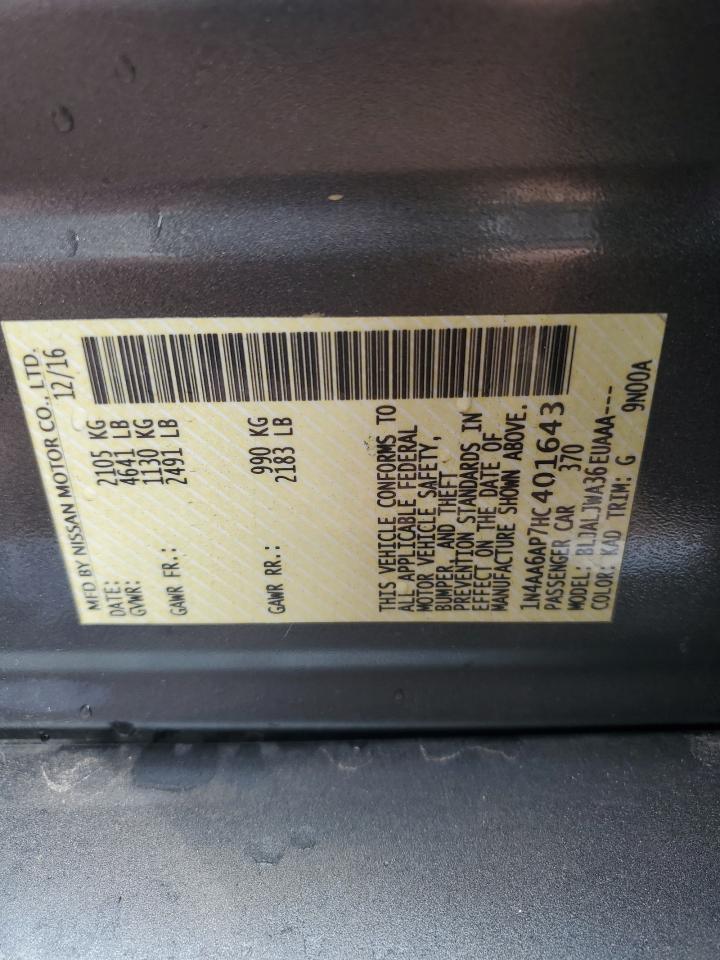 MFD BY NISSAN MOTOR CO., LTD.
DATE: 12/16
GVWR: 2105 KG
4641 LB
GAWR FR.: 1130 KG
2491 LB
GAWR RR.: 990 KG
2183 LB
THIS VEHICLE CONFORMS TO
ALL APPLICABLE FEDERAL
MOTOR VEHICLE SAFETY,
BUMPER, AND THEFT
PREVENTION STANDARDS IN
EFFECT ON THE DATE OF
MANUFACTURE SHOWN ABOVE.
1N4AA6AP7HC401643
PASSENGER CAR 370
MODEL: BLJALJWA36EUAAA---
COLOR: KAD TRIM: G 9N00A